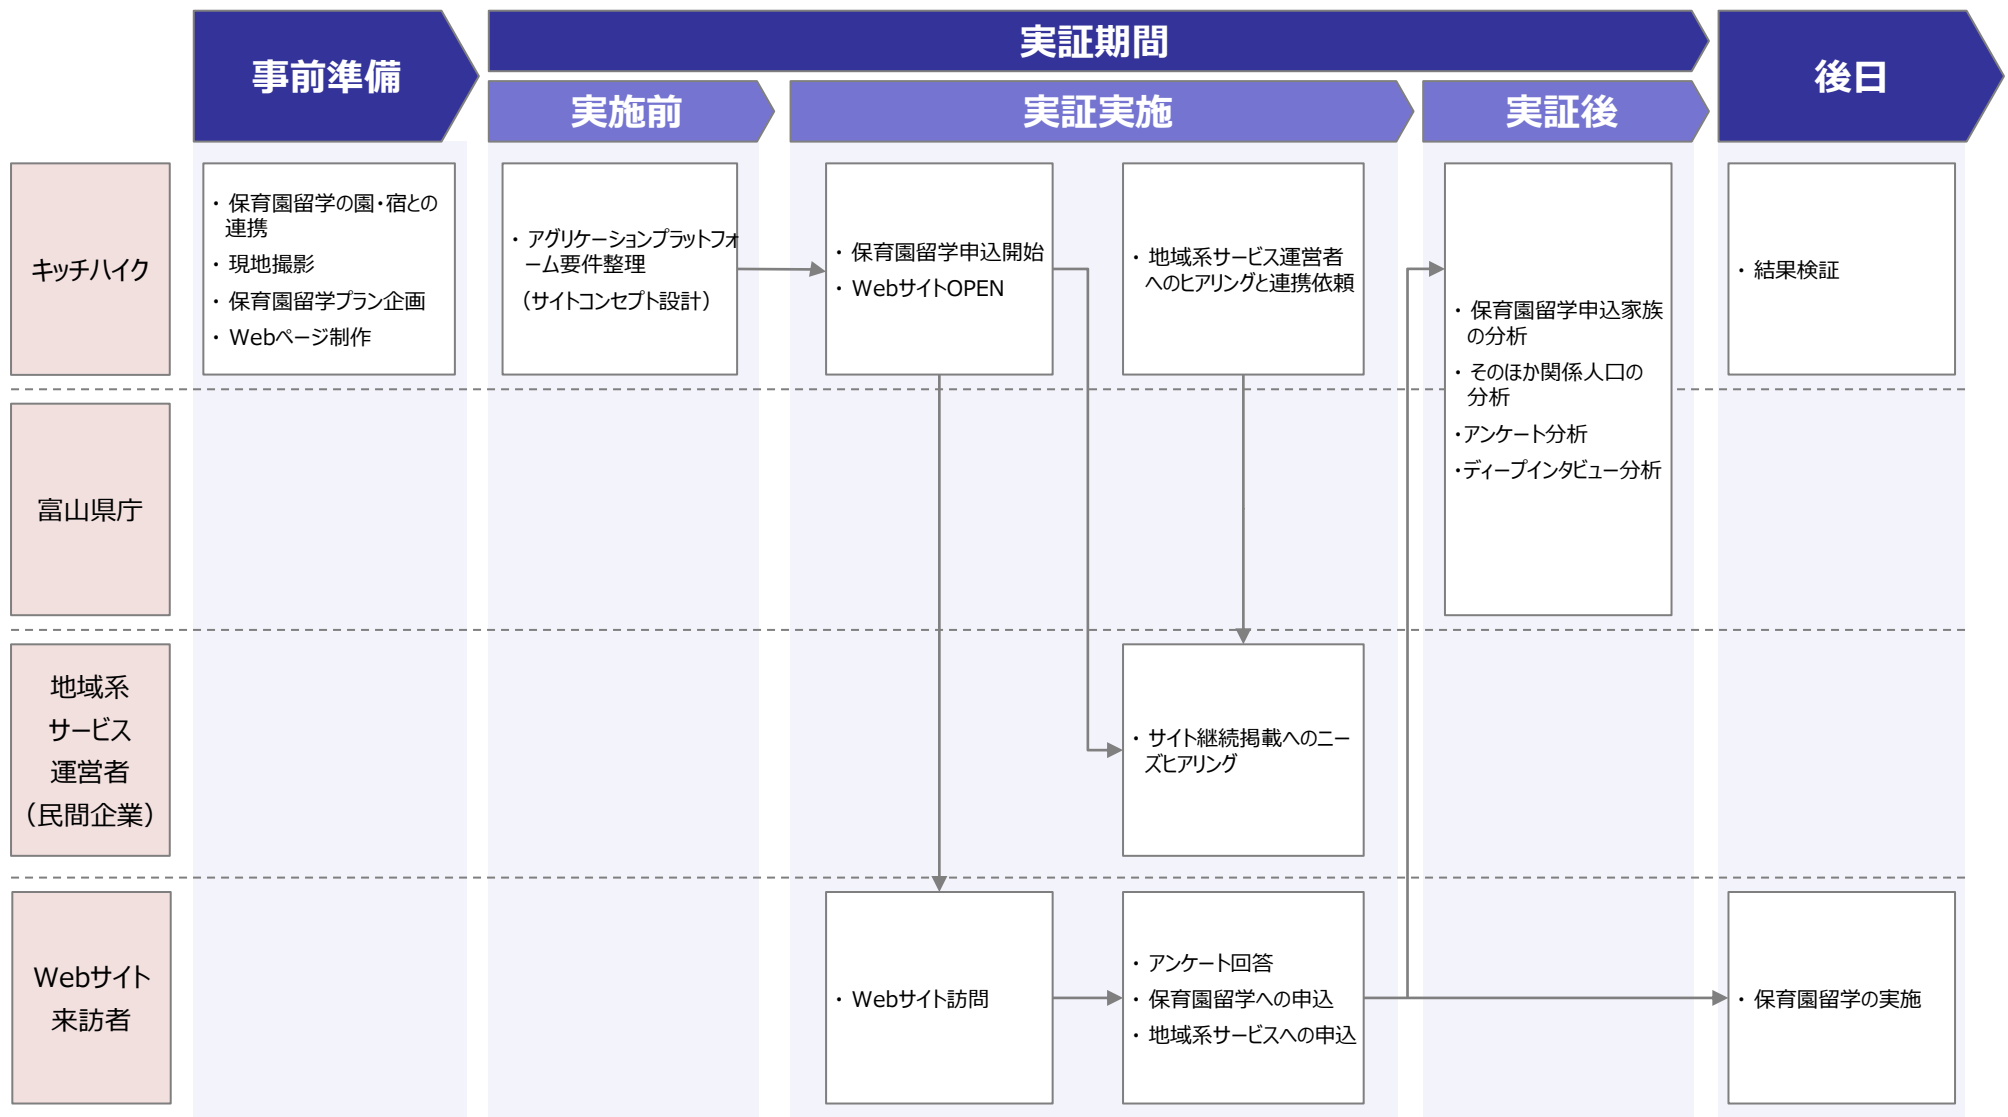 事前準備
実証期間
後日
実施前
実証実施
実証後
キッチハイク
・ 保育園留学の園・宿との
連携
・ 現地撮影
・ 保育園留学プラン企画
・ Webページ制作
・ アグリケーションプラットフォ
ーム要件整理
（サイトコンセプト設計）
・ 保育園留学申込開始
・ WebサイトOPEN
・ 地域系サービス運営者
へのヒアリングと連携依頼
・ 保育園留学申込家族
の分析
・ そのほか関係人口の
分析
・アンケート分析
・ディープインタビュー分析
・ 結果検証
富山県庁
地域系
サービス
運営者
（民間企業）
・ サイト継続掲載へのニー
ズヒアリング
Webサイト
来訪者
・ Webサイト訪問
・ アンケート回答
・ 保育園留学への申込
・ 地域系サービスへの申込
・ 保育園留学の実施